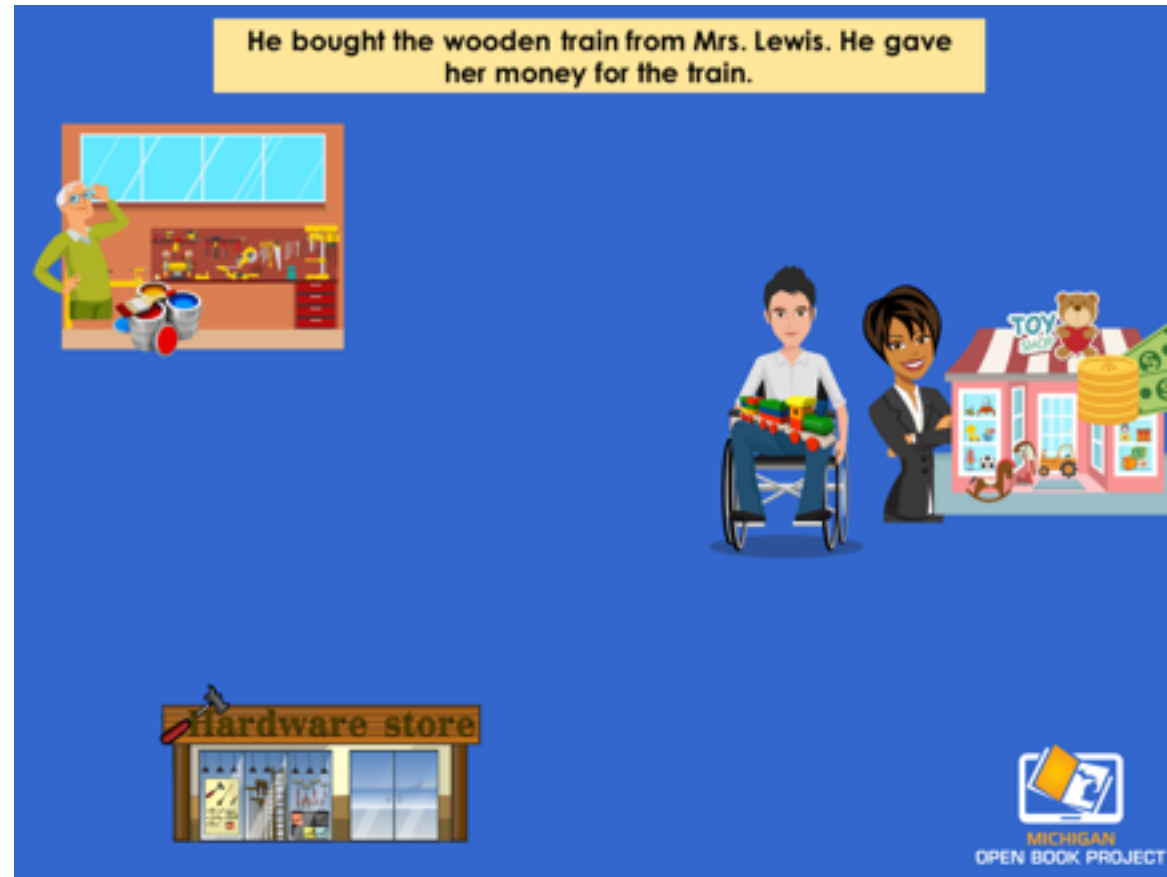 He bought the wooden train from Mrs. Lewis. He gave
her money for the train.
TOY
SHOP
Hardware store
MICHIGAN
OPEN BOOK PROJECT